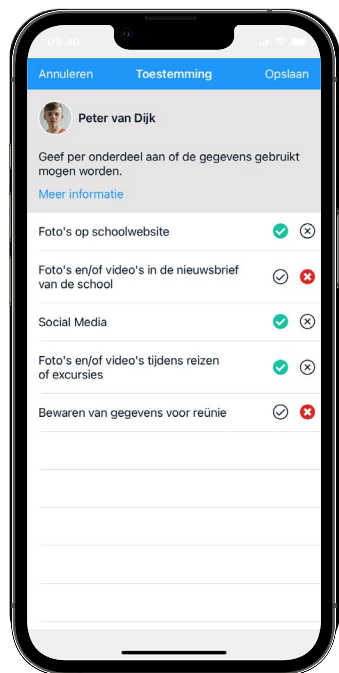 09:40
Annuleren Toestemming Opslaan
Peter van Dijk
Geef per onderdeel aan of de gegevens gebruikt
mogen worden.
Meer informatie
Foto's op schoolwebsite
Foto's en/of video's in de nieuwsbrief
van de school
Social Media
Foto's en/of video's tijdens reizen
of excursies
Bewaren van gegevens voor reünie